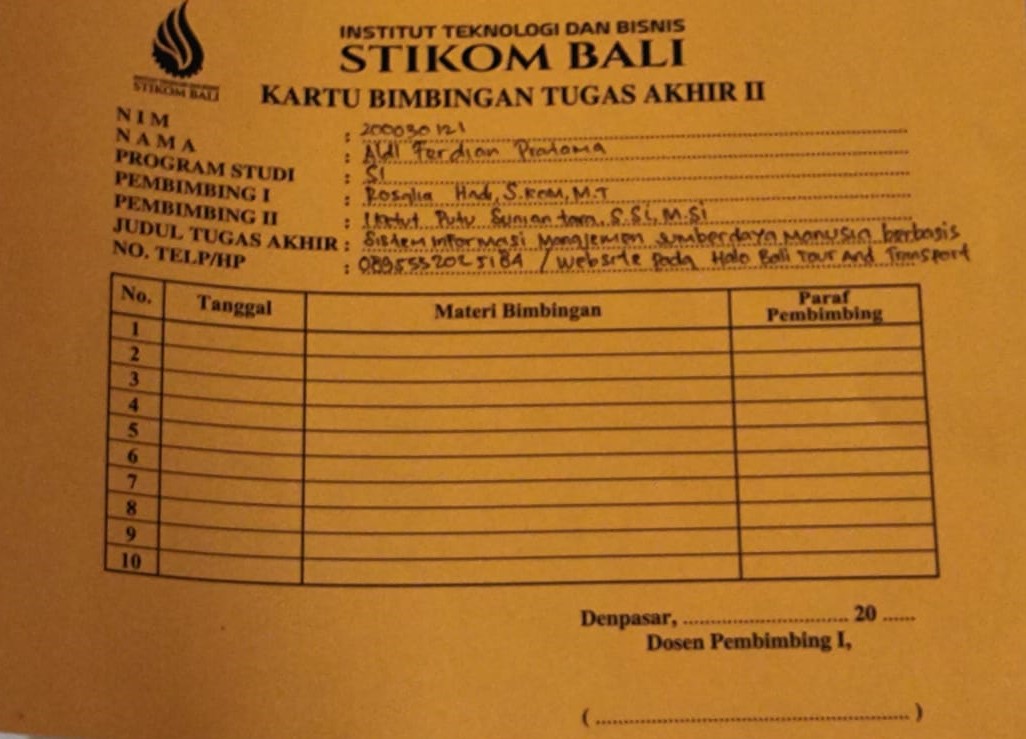 INSTITUT TEKNOLOGI DAN BISNIS
STIKOM BALI
STIKOM BALI
KARTU BIMBINGAN TUGAS AKHIR II
NIM : 200030121
NAMA : Aldi Ferdian Pratama
PROGRAM STUDI : SI
PEMBIMBING I : Rosalia Hadi, S.Kom, M.T
PEMBIMBING II : I Ketut Putu Suniantara, S.Si, M.Si
JUDUL TUGAS AKHIR : Sistem Informasi Manajemen Sumberdaya Manusia berbasis
NO. TELP/HP : / Website Pada Halo Bali Tour And Transport
No. Tanggal Materi Bimbingan Paraf Pembimbing
1
2
3
4
5
6
7
8
9
10
Denpasar, .............................. 20 ......
Dosen Pembimbing I,
( ........................................................ )